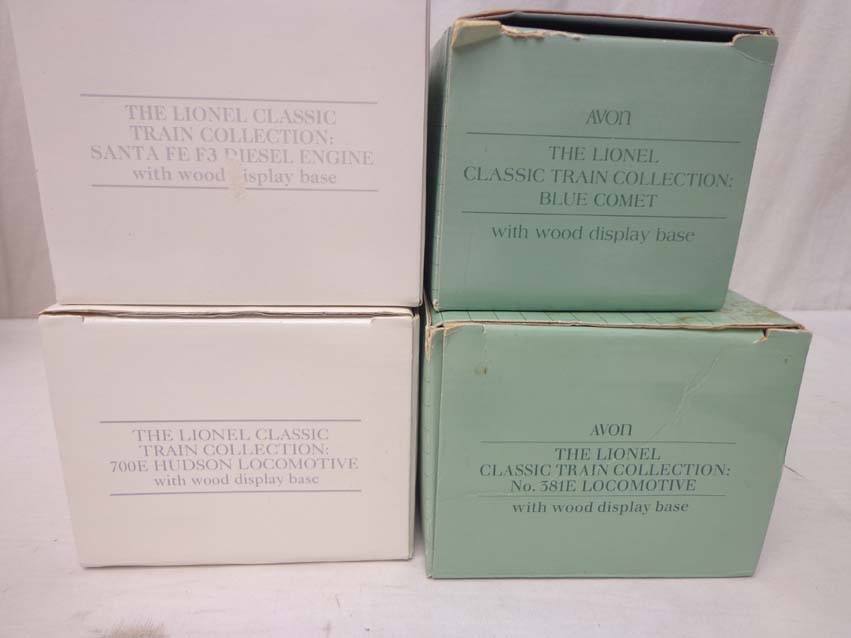 THE LIONEL CLASSIC
TRAIN COLLECTION:
SANTA FE F3 DIESEL ENGINE
with wood display base
AVON
THE LIONEL
CLASSIC TRAIN COLLECTION:
BLUE COMET
with wood display base
THE LIONEL CLASSIC
TRAIN COLLECTION:
700E HUDSON LOCOMOTIVE
with wood display base
AVON
THE LIONEL
CLASSIC TRAIN COLLECTION:
No. 381E LOCOMOTIVE
with wood display base